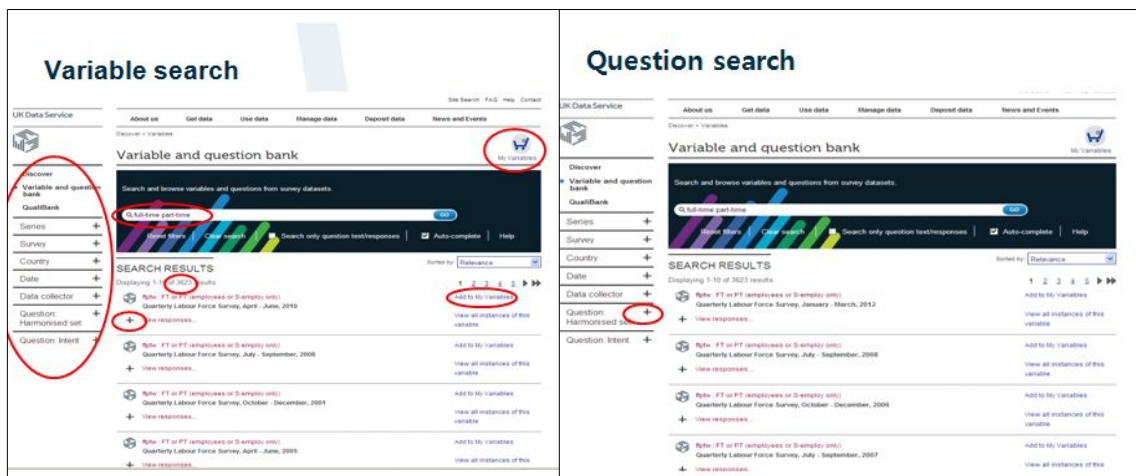 Variable search
Site Search FAQ Help Contact
UK Data Service
About us Get data Use data Manage data Deposit data News and Events
Discover > Variables
Variable and question bank
My Variables
Discover
Variable and question bank
QualiBank
Series +
Survey +
Country +
Date +
Data collector +
Question: Harmonised set +
Question: Intent +
Search and browse variables and questions from survey datasets.
full-time part-time
GO
Reset filters | Clear search | Search only question text/responses | Auto-complete | Help
SEARCH RESULTS
Sorted by: Relevance
Displaying 1-10 of 3623 results
1 2 3 4 5
ftptw : FT or PT (employees or S-employ only)
Add to My Variables
Quarterly Labour Force Survey, April - June, 2010
+ View responses...
View all instances of this variable
ftptw : FT or PT (employees or S-employ only)
Add to My Variables
Quarterly Labour Force Survey, July - September, 2008
+ View responses...
View all instances of this variable
ftptw : FT or PT (employees or S-employ only)
Add to My Variables
Quarterly Labour Force Survey, October - December, 2001
+ View responses...
View all instances of this variable
ftptw : FT or PT (employees or S-employ only)
Add to My Variables
Quarterly Labour Force Survey, April - June, 2005
+ View responses...
View all instances of this
Question search
UK Data Service
About us Get data Use data Manage data Deposit data News and Events
Discover > Variables
Variable and question bank
My Variables
Discover
Variable and question bank
QualiBank
Series +
Survey +
Country +
Date +
Data collector +
Question: Harmonised set +
Question: Intent +
Search and browse variables and questions from survey datasets.
full-time part-time
GO
Reset filters | Clear search | Search only question text/responses | Auto-complete | Help
SEARCH RESULTS
Sorted by: Relevance
Displaying 1-10 of 3623 results
1 2 3 4 5
ftptw : FT or PT (employees or S-employ only)
Add to My Variables
Quarterly Labour Force Survey, January - March, 2012
+ View responses...
View all instances of this variable
ftptw : FT or PT (employees or S-employ only)
Add to My Variables
Quarterly Labour Force Survey, July - September, 2008
+ View responses...
View all instances of this variable
ftptw : FT or PT (employees or S-employ only)
Add to My Variables
Quarterly Labour Force Survey, October - December, 2006
+ View responses...
View all instances of this variable
ftptw : FT or PT (employees or S-employ only)
Add to My Variables
Quarterly Labour Force Survey, July - September, 2007
+ View responses...
View all instances of this